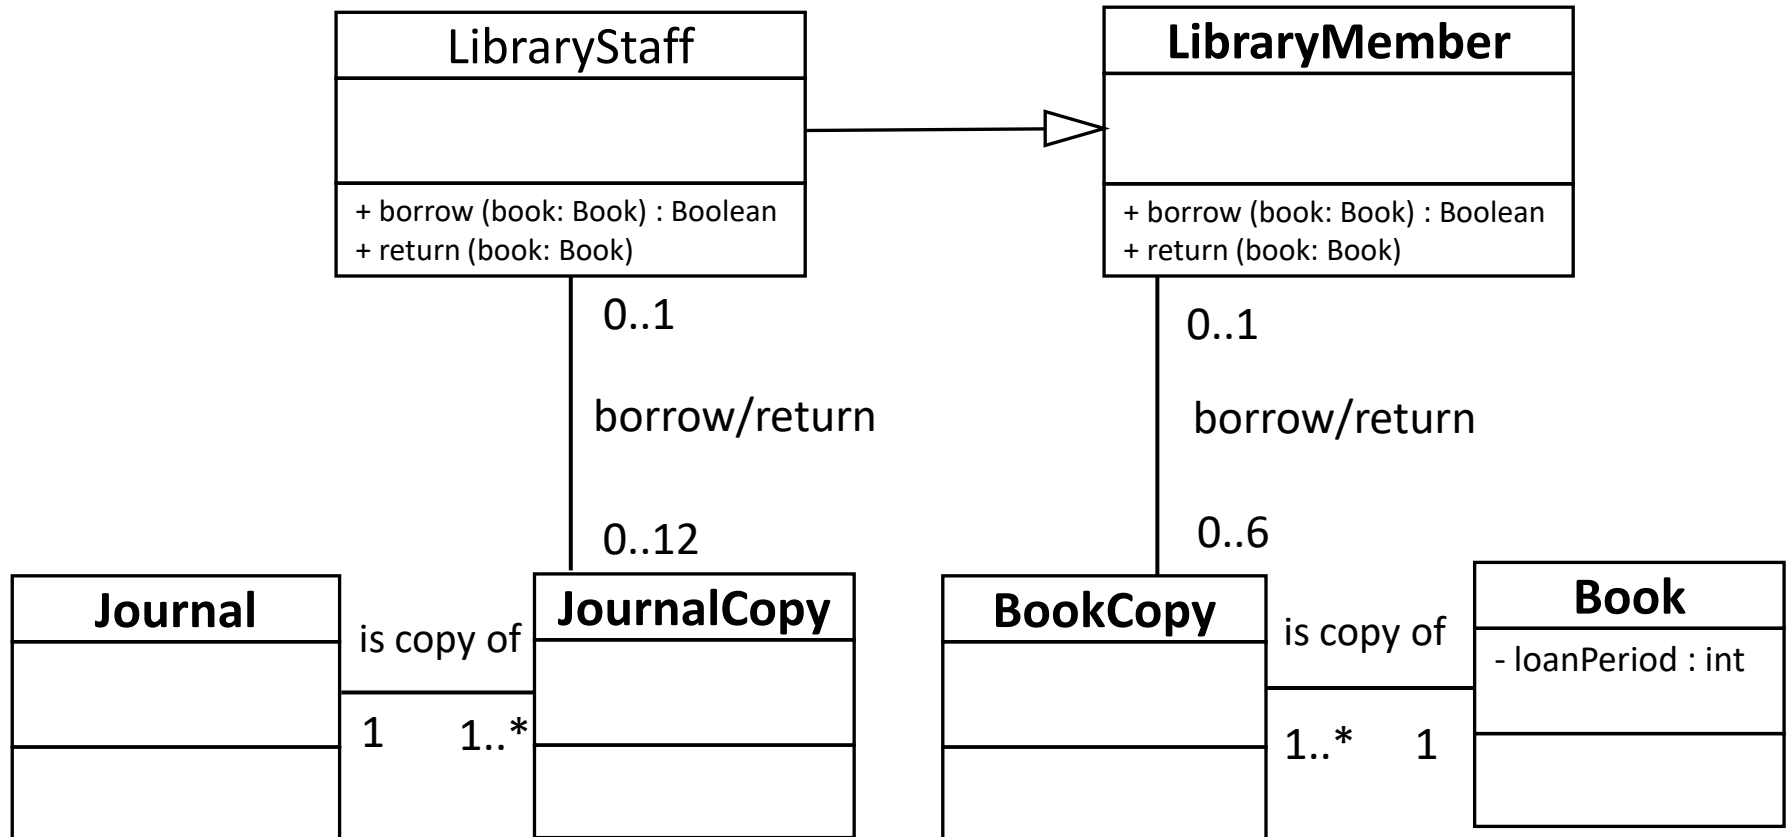 LibraryStaff
+ borrow (book: Book) : Boolean
+ return (book: Book)
LibraryMember
+ borrow (book: Book) : Boolean
+ return (book: Book)
0..1
borrow/return
0..12
0..1
borrow/return
0..6
Journal
is copy of
1 1..*
JournalCopy
BookCopy
is copy of
1..* 1
Book
- loanPeriod : int